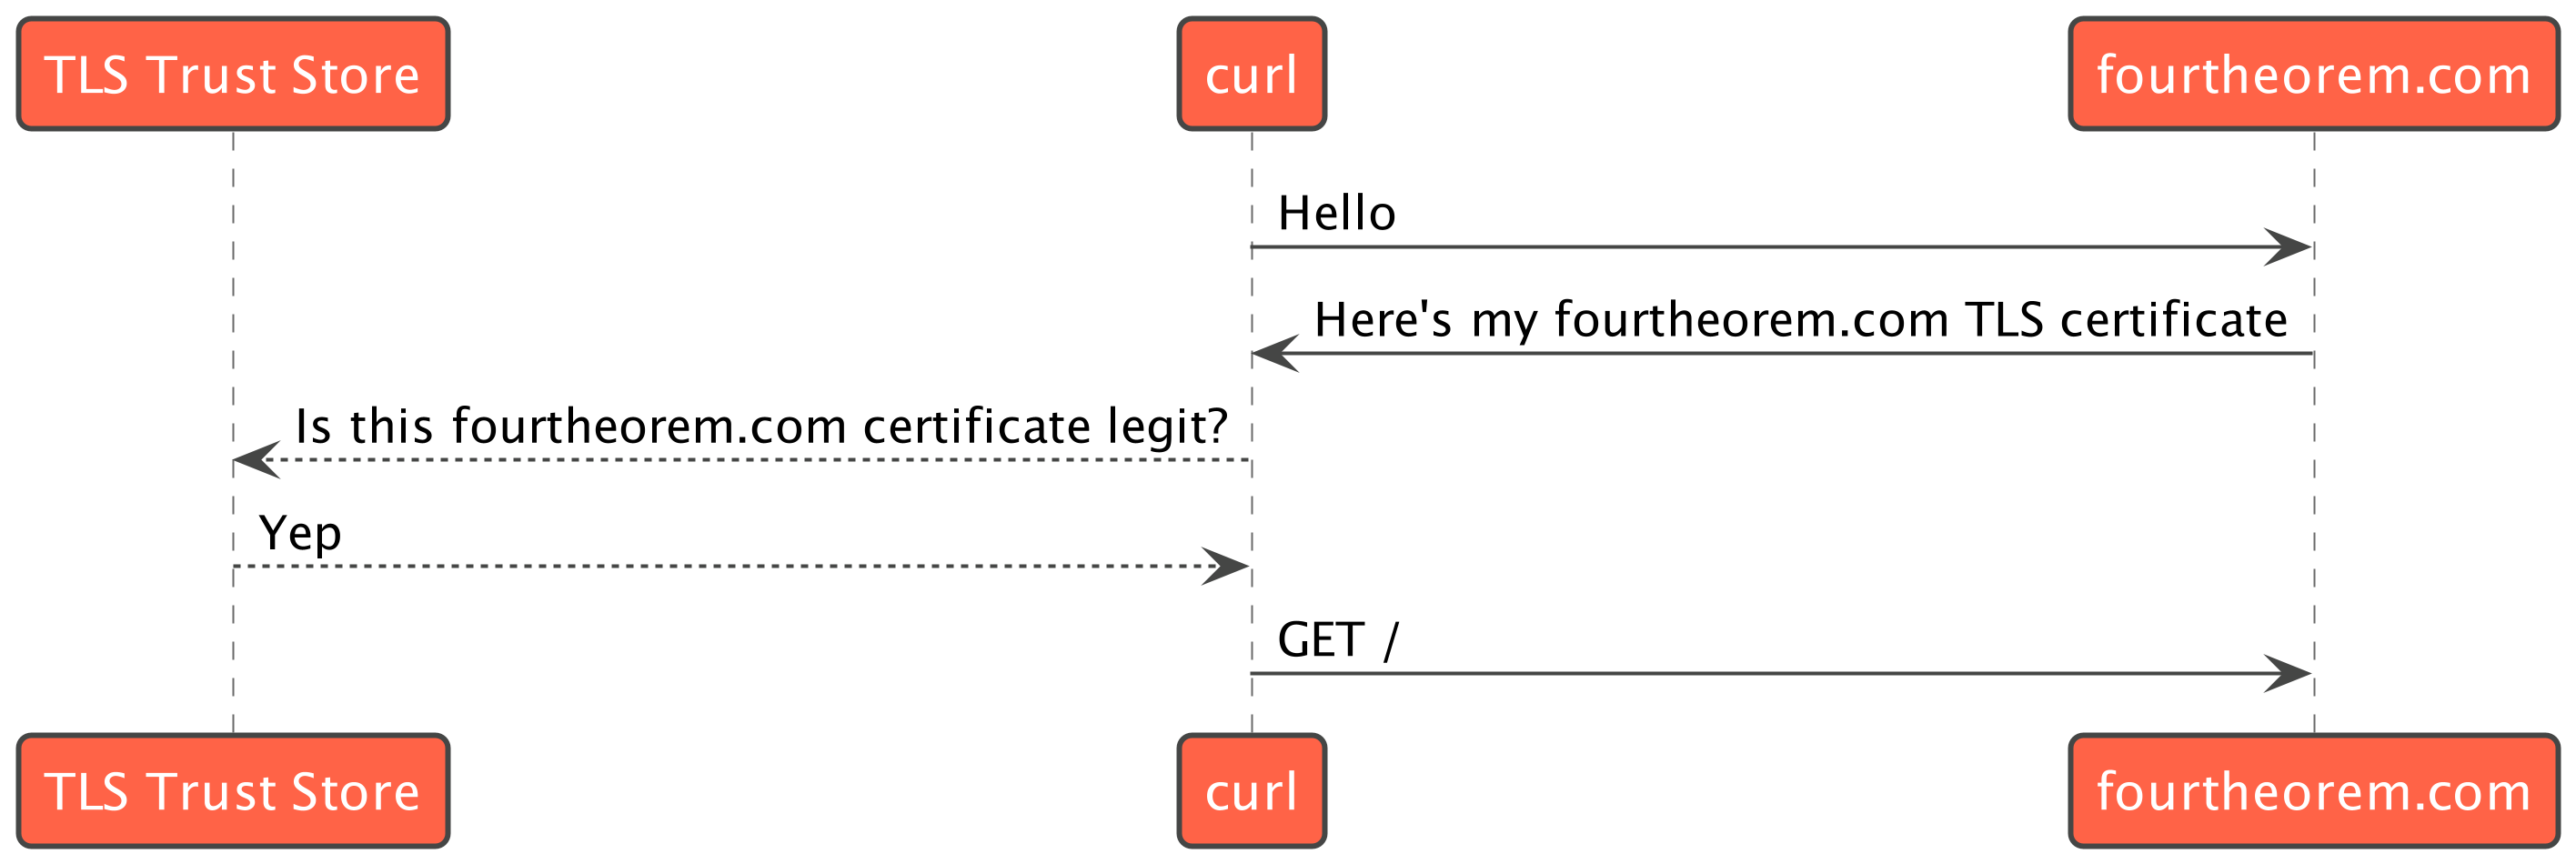 TLS Trust Store
curl
fourtheorem.com
Hello
Here's my fourtheorem.com TLS certificate
Is this fourtheorem.com certificate legit?
Yep
GET /
TLS Trust Store
curl
fourtheorem.com